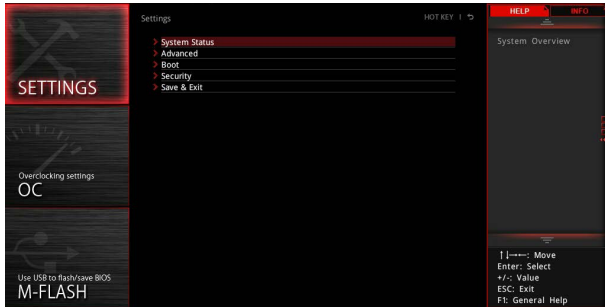 Settings
HOT KEY |
HELP
INFO
System Status
Advanced
Boot
Security
Save & Exit
System Overview
SETTINGS
Overclocking settings
OC
Use USB to flash/save BIOS
M-FLASH
↑↓→←: Move
Enter: Select
+/-: Value
ESC: Exit
F1: General Help